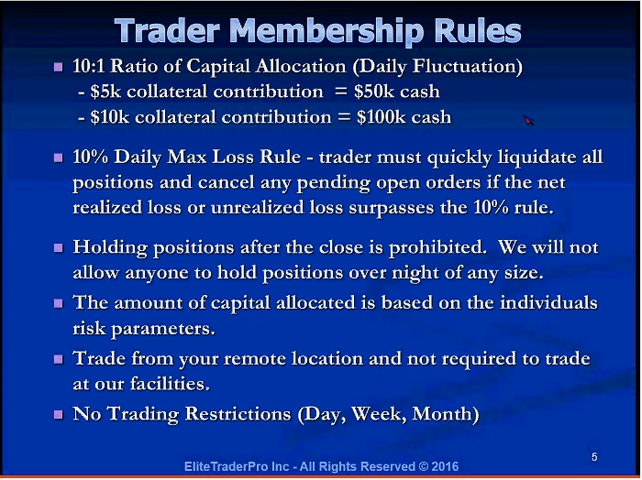 Trader Membership Rules
10:1 Ratio of Capital Allocation (Daily Fluctuation)
- $5k collateral contribution = $50k cash
- $10k collateral contribution = $100k cash
10% Daily Max Loss Rule - trader must quickly liquidate all
positions and cancel any pending open orders if the net
realized loss or unrealized loss surpasses the 10% rule.
Holding positions after the close is prohibited. We will not
allow anyone to hold positions over night of any size.
The amount of capital allocated is based on the individuals
risk parameters.
Trade from your remote location and not required to trade
at our facilities.
No Trading Restrictions (Day, Week, Month)
5
EliteTraderPro Inc - All Rights Reserved © 2016